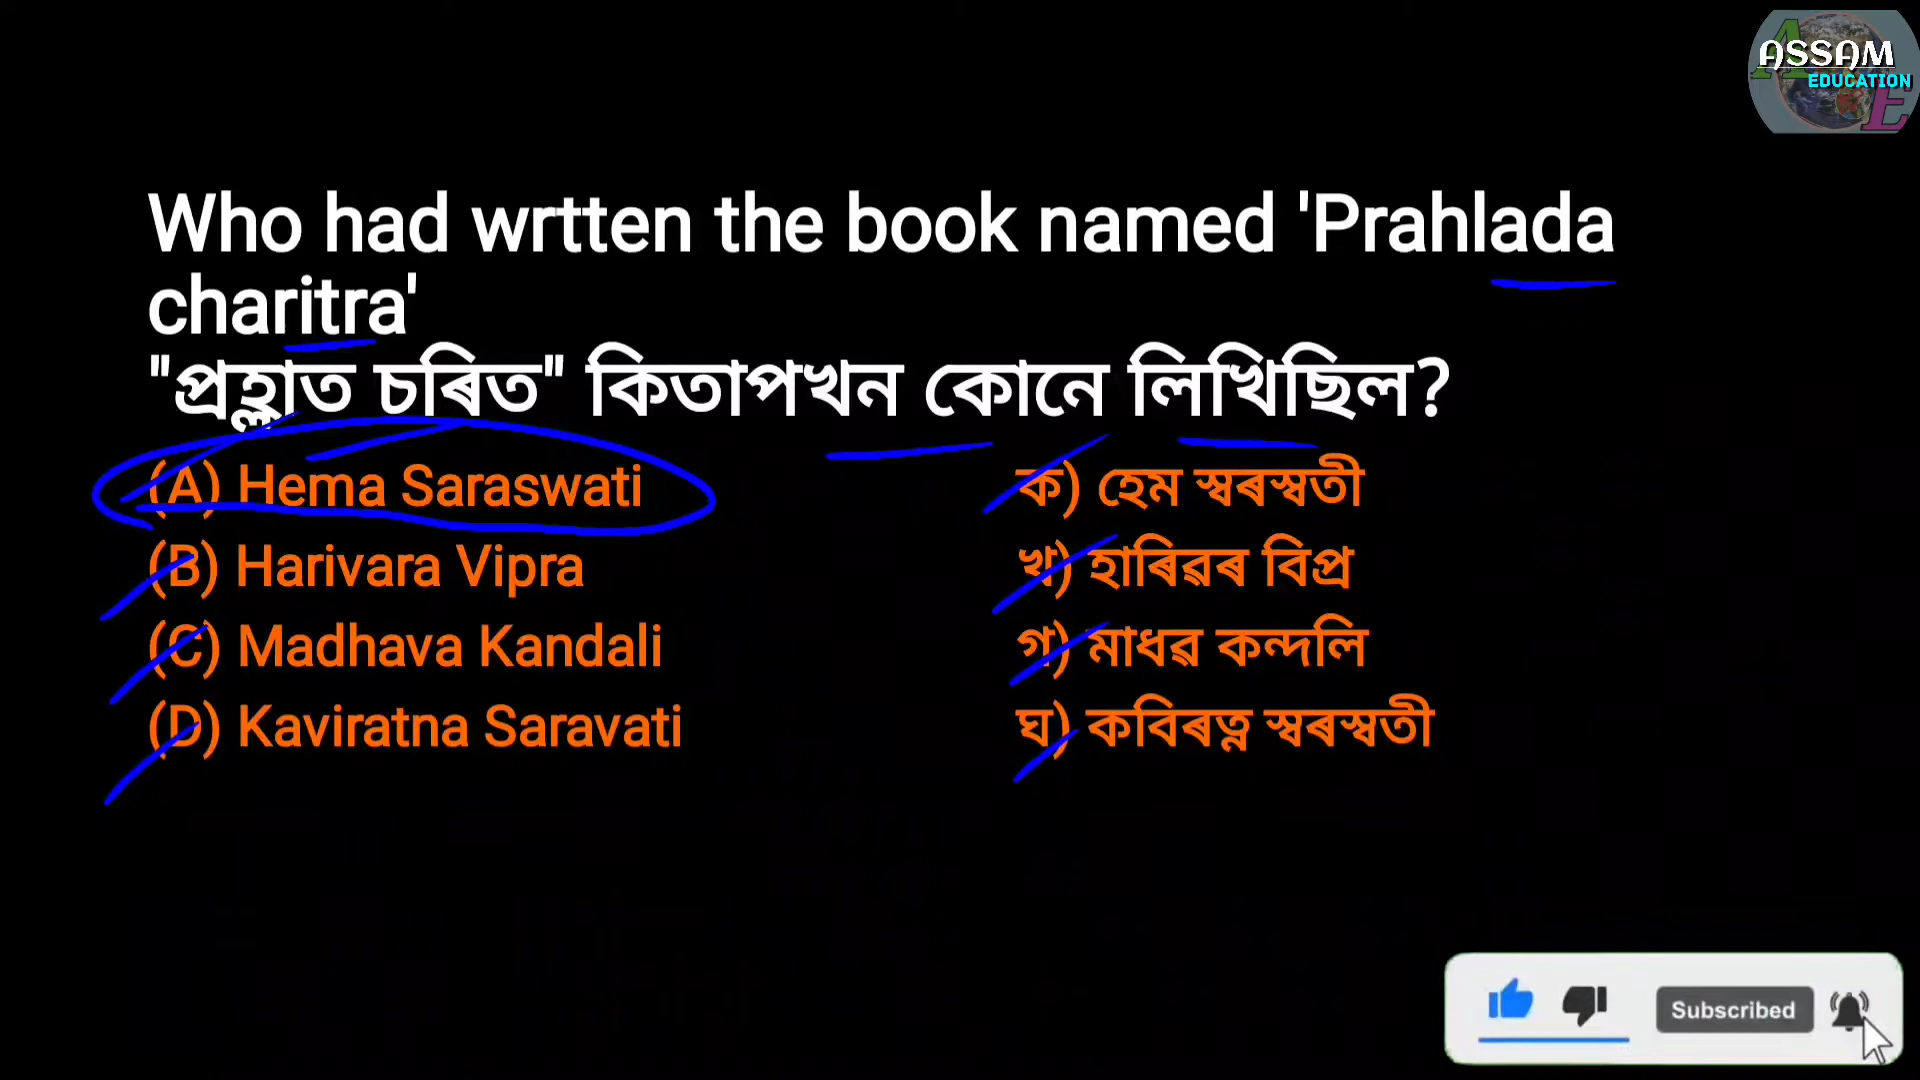 ASSAM
EDUCATION
Who had wrtten the book named 'Prahlada
charitra'
"প্ৰহ্লাত চৰিত" কিতাপখন কোনে লিখিছিল?
(A) Hema Saraswati
ক) হেম স্বৰস্বতী
(B) Harivara Vipra
খ) হাৰিৱৰ বিপ্ৰ
(C) Madhava Kandali
গ) মাধৱ কন্দলি
(D) Kaviratna Saravati
ঘ) কবিৰত্ন স্বৰস্বতী
Subscribed